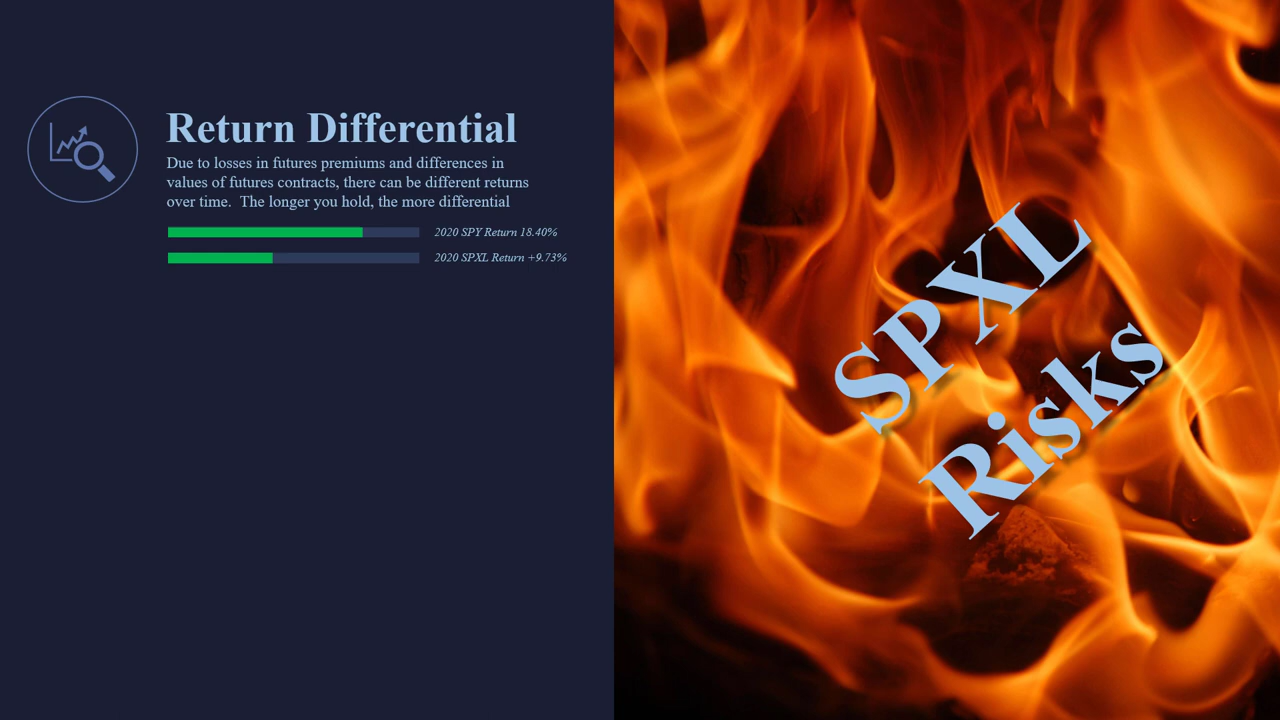 Return Differential
Due to losses in futures premiums and differences in
values of futures contracts, there can be different returns
over time.  The longer you hold, the more differential
2020 SPY Return 18.40%
2020 SPXL Return +9.73%
SPXL
Risks